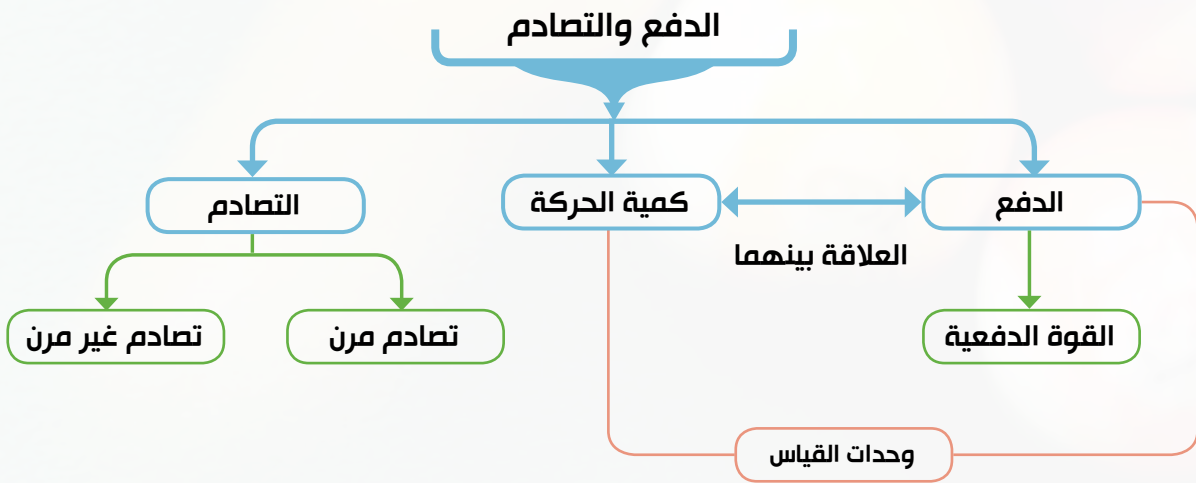 الدفع والتصادم
الدفع
كمية الحركة
التصادم
العلاقة بينهما
القوة الدفعية
تصادم مرن
تصادم غير مرن
وحدات القياس